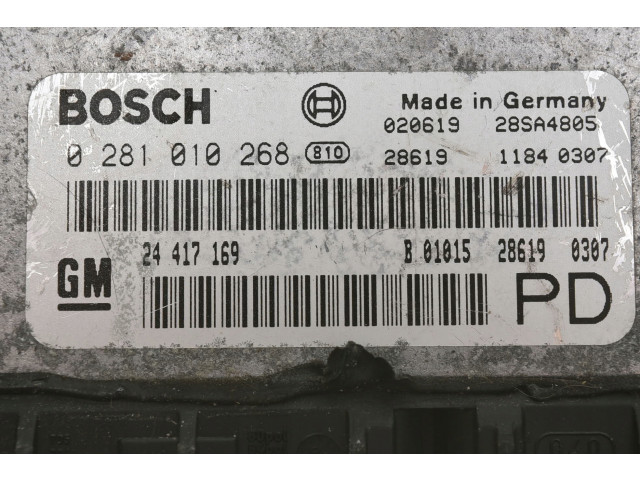 BOSCH Made in Germany
020619 28SA4805
0 281 010 268 810 28619 1184 0307
24 417 169 B 01015 28619 0307
GM PD